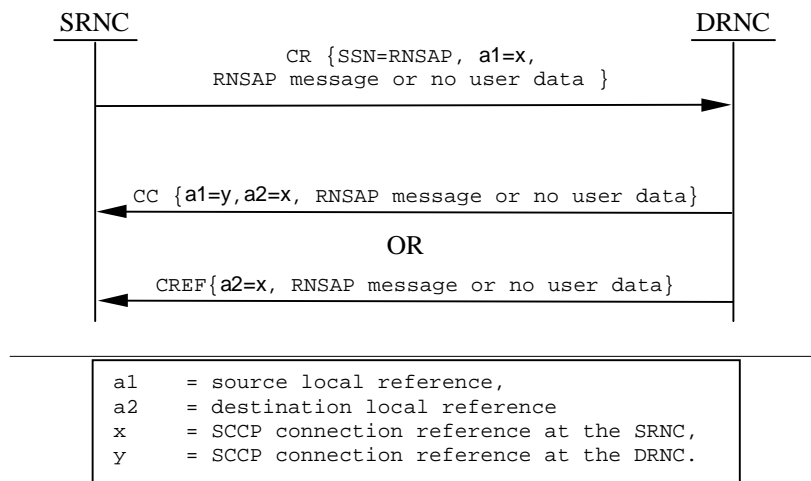 SRNC
DRNC
CR {SSN=RNSAP, a1=x,
RNSAP message or no user data }
CC {a1=y,a2=x, RNSAP message or no user data}
OR
CREF{a2=x, RNSAP message or no user data}
a1 = source local reference,
a2 = destination local reference
x = SCCP connection reference at the SRNC,
y = SCCP connection reference at the DRNC.